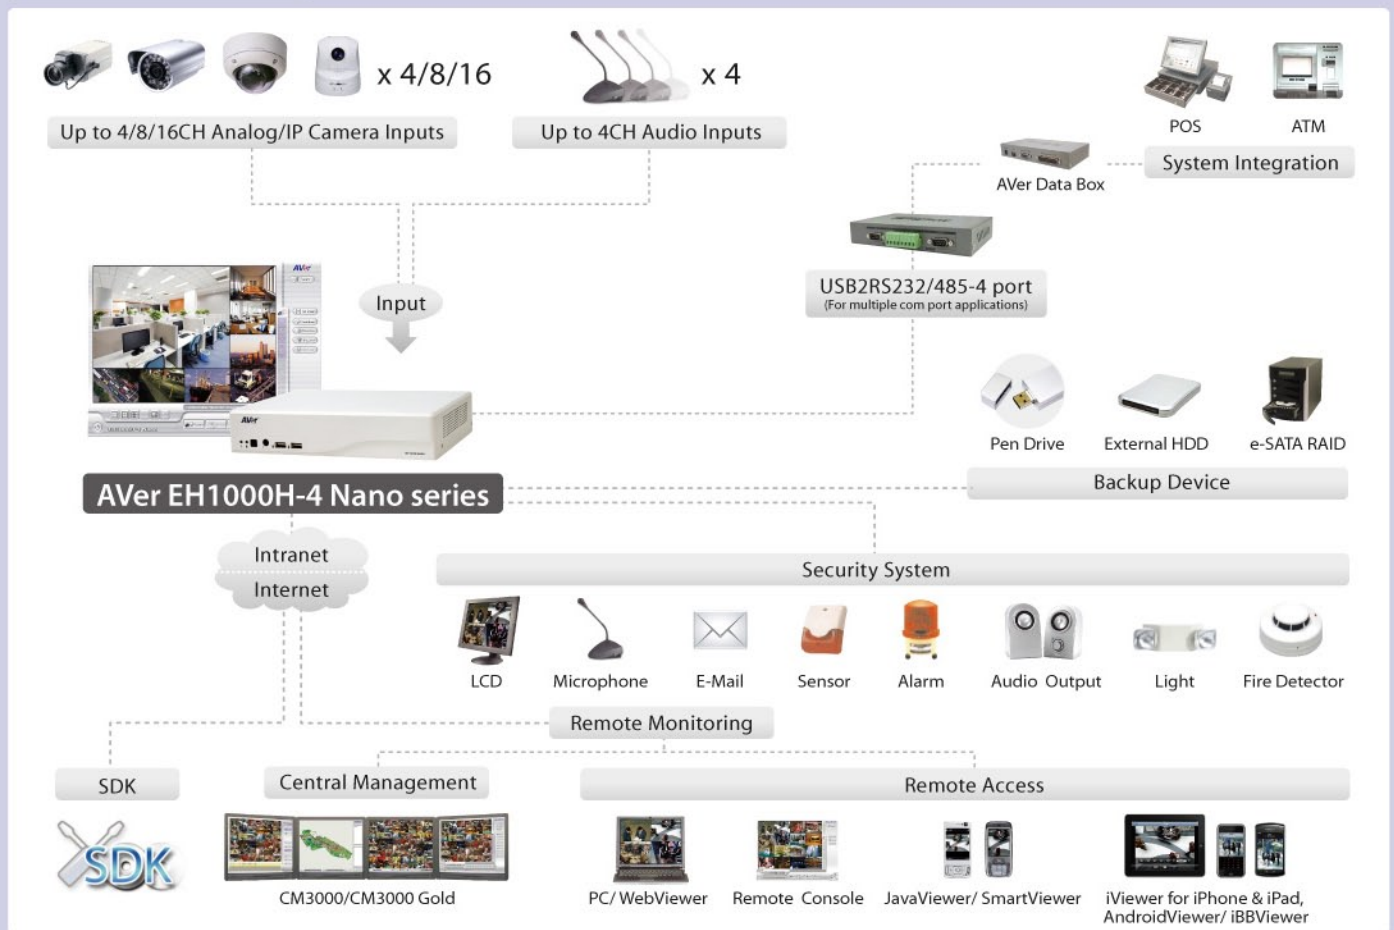 x 4/8/16
x 4
Up to 4/8/16CH Analog/IP Camera Inputs
Up to 4CH Audio Inputs
POS
ATM
System Integration
AVer Data Box
USB2RS232/485-4 port
(For multiple com port applications)
Input
AVer
AVer
Pen Drive
External HDD
e-SATA RAID
Backup Device
AVer EH1000H-4 Nano series
Intranet
Internet
Security System
LCD
Microphone
E-Mail
Sensor
Alarm
Audio Output
Light
Fire Detector
Remote Monitoring
SDK
Central Management
Remote Access
SDK
CM3000/CM3000 Gold
PC/ WebViewer
Remote Console
JavaViewer/ SmartViewer
iViewer for iPhone & iPad,
AndroidViewer/ iBBViewer